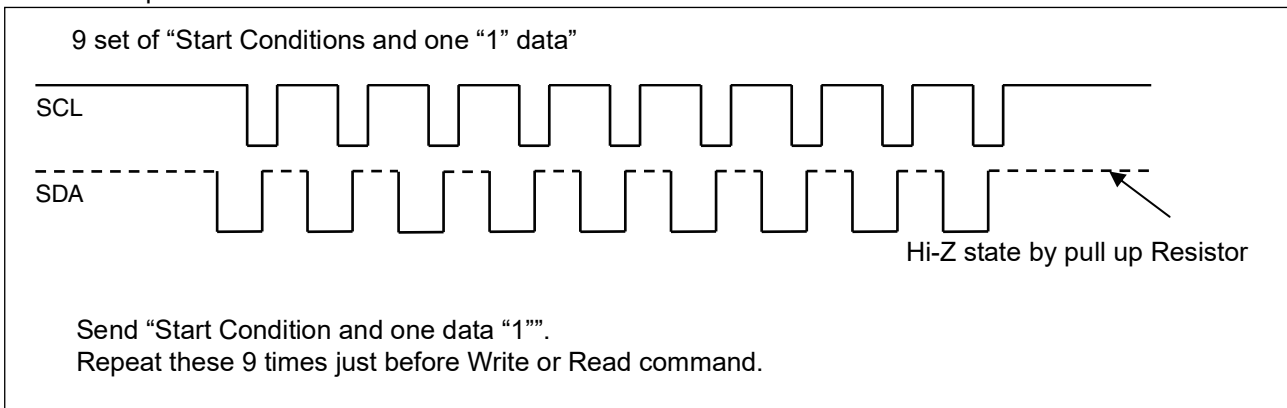 9 set of “Start Conditions and one “1” data”
SCL
SDA
Hi-Z state by pull up Resistor
Send “Start Condition and one data “1””.
Repeat these 9 times just before Write or Read command.